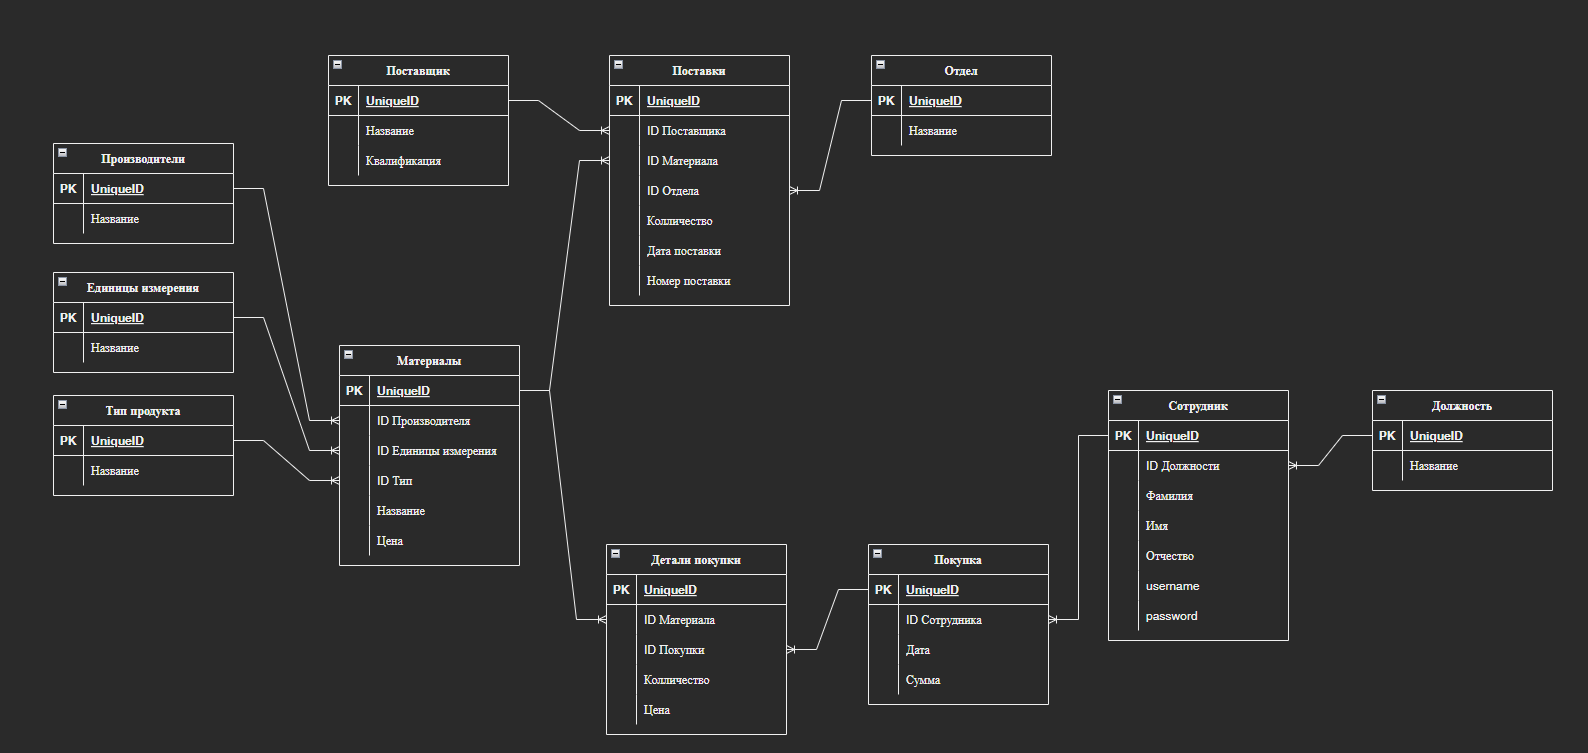 Поставщик
PK UniqueID
Название
Квалификация
Поставки
PK UniqueID
ID Поставщика
ID Материала
ID Отдела
Колличество
Дата поставки
Номер поставки
Отдел
PK UniqueID
Название
Производители
PK UniqueID
Название
Единицы измерения
PK UniqueID
Название
Тип продукта
PK UniqueID
Название
Материалы
PK UniqueID
ID Производителя
ID Единицы измерения
ID Тип
Название
Цена
Детали покупки
PK UniqueID
ID Материала
ID Покупки
Колличество
Цена
Покупка
PK UniqueID
ID Сотрудника
Дата
Сумма
Сотрудник
PK UniqueID
ID Должности
Фамилия
Имя
Отчество
username
password
Должность
PK UniqueID
Название